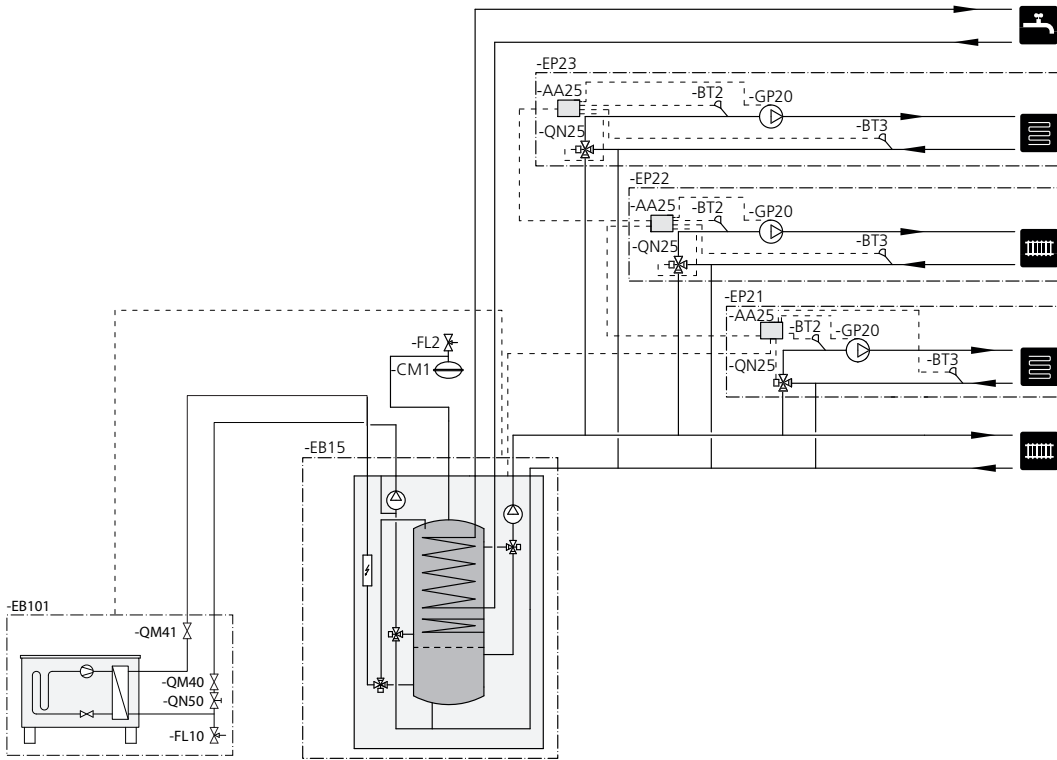 -EP23
-AA25
-BT2
-GP20
-QN25
-BT3
-EP22
-AA25
-BT2
-GP20
-QN25
-BT3
-EP21
-AA25
-BT2
-GP20
-QN25
-BT3
-FL2
-CM1
-EB15
-EB101
-QM41
-QM40
-QN50
-FL10